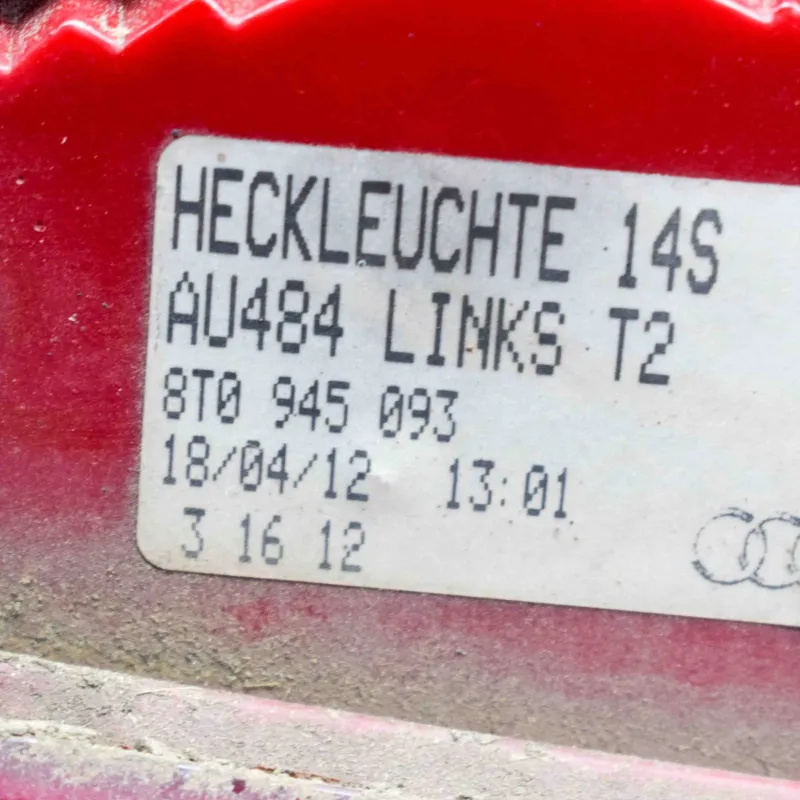 HECKLEUCHTE 14S
AU484 LINKS T2
8T0 945 093
18/04/12 13:01
3 16 12